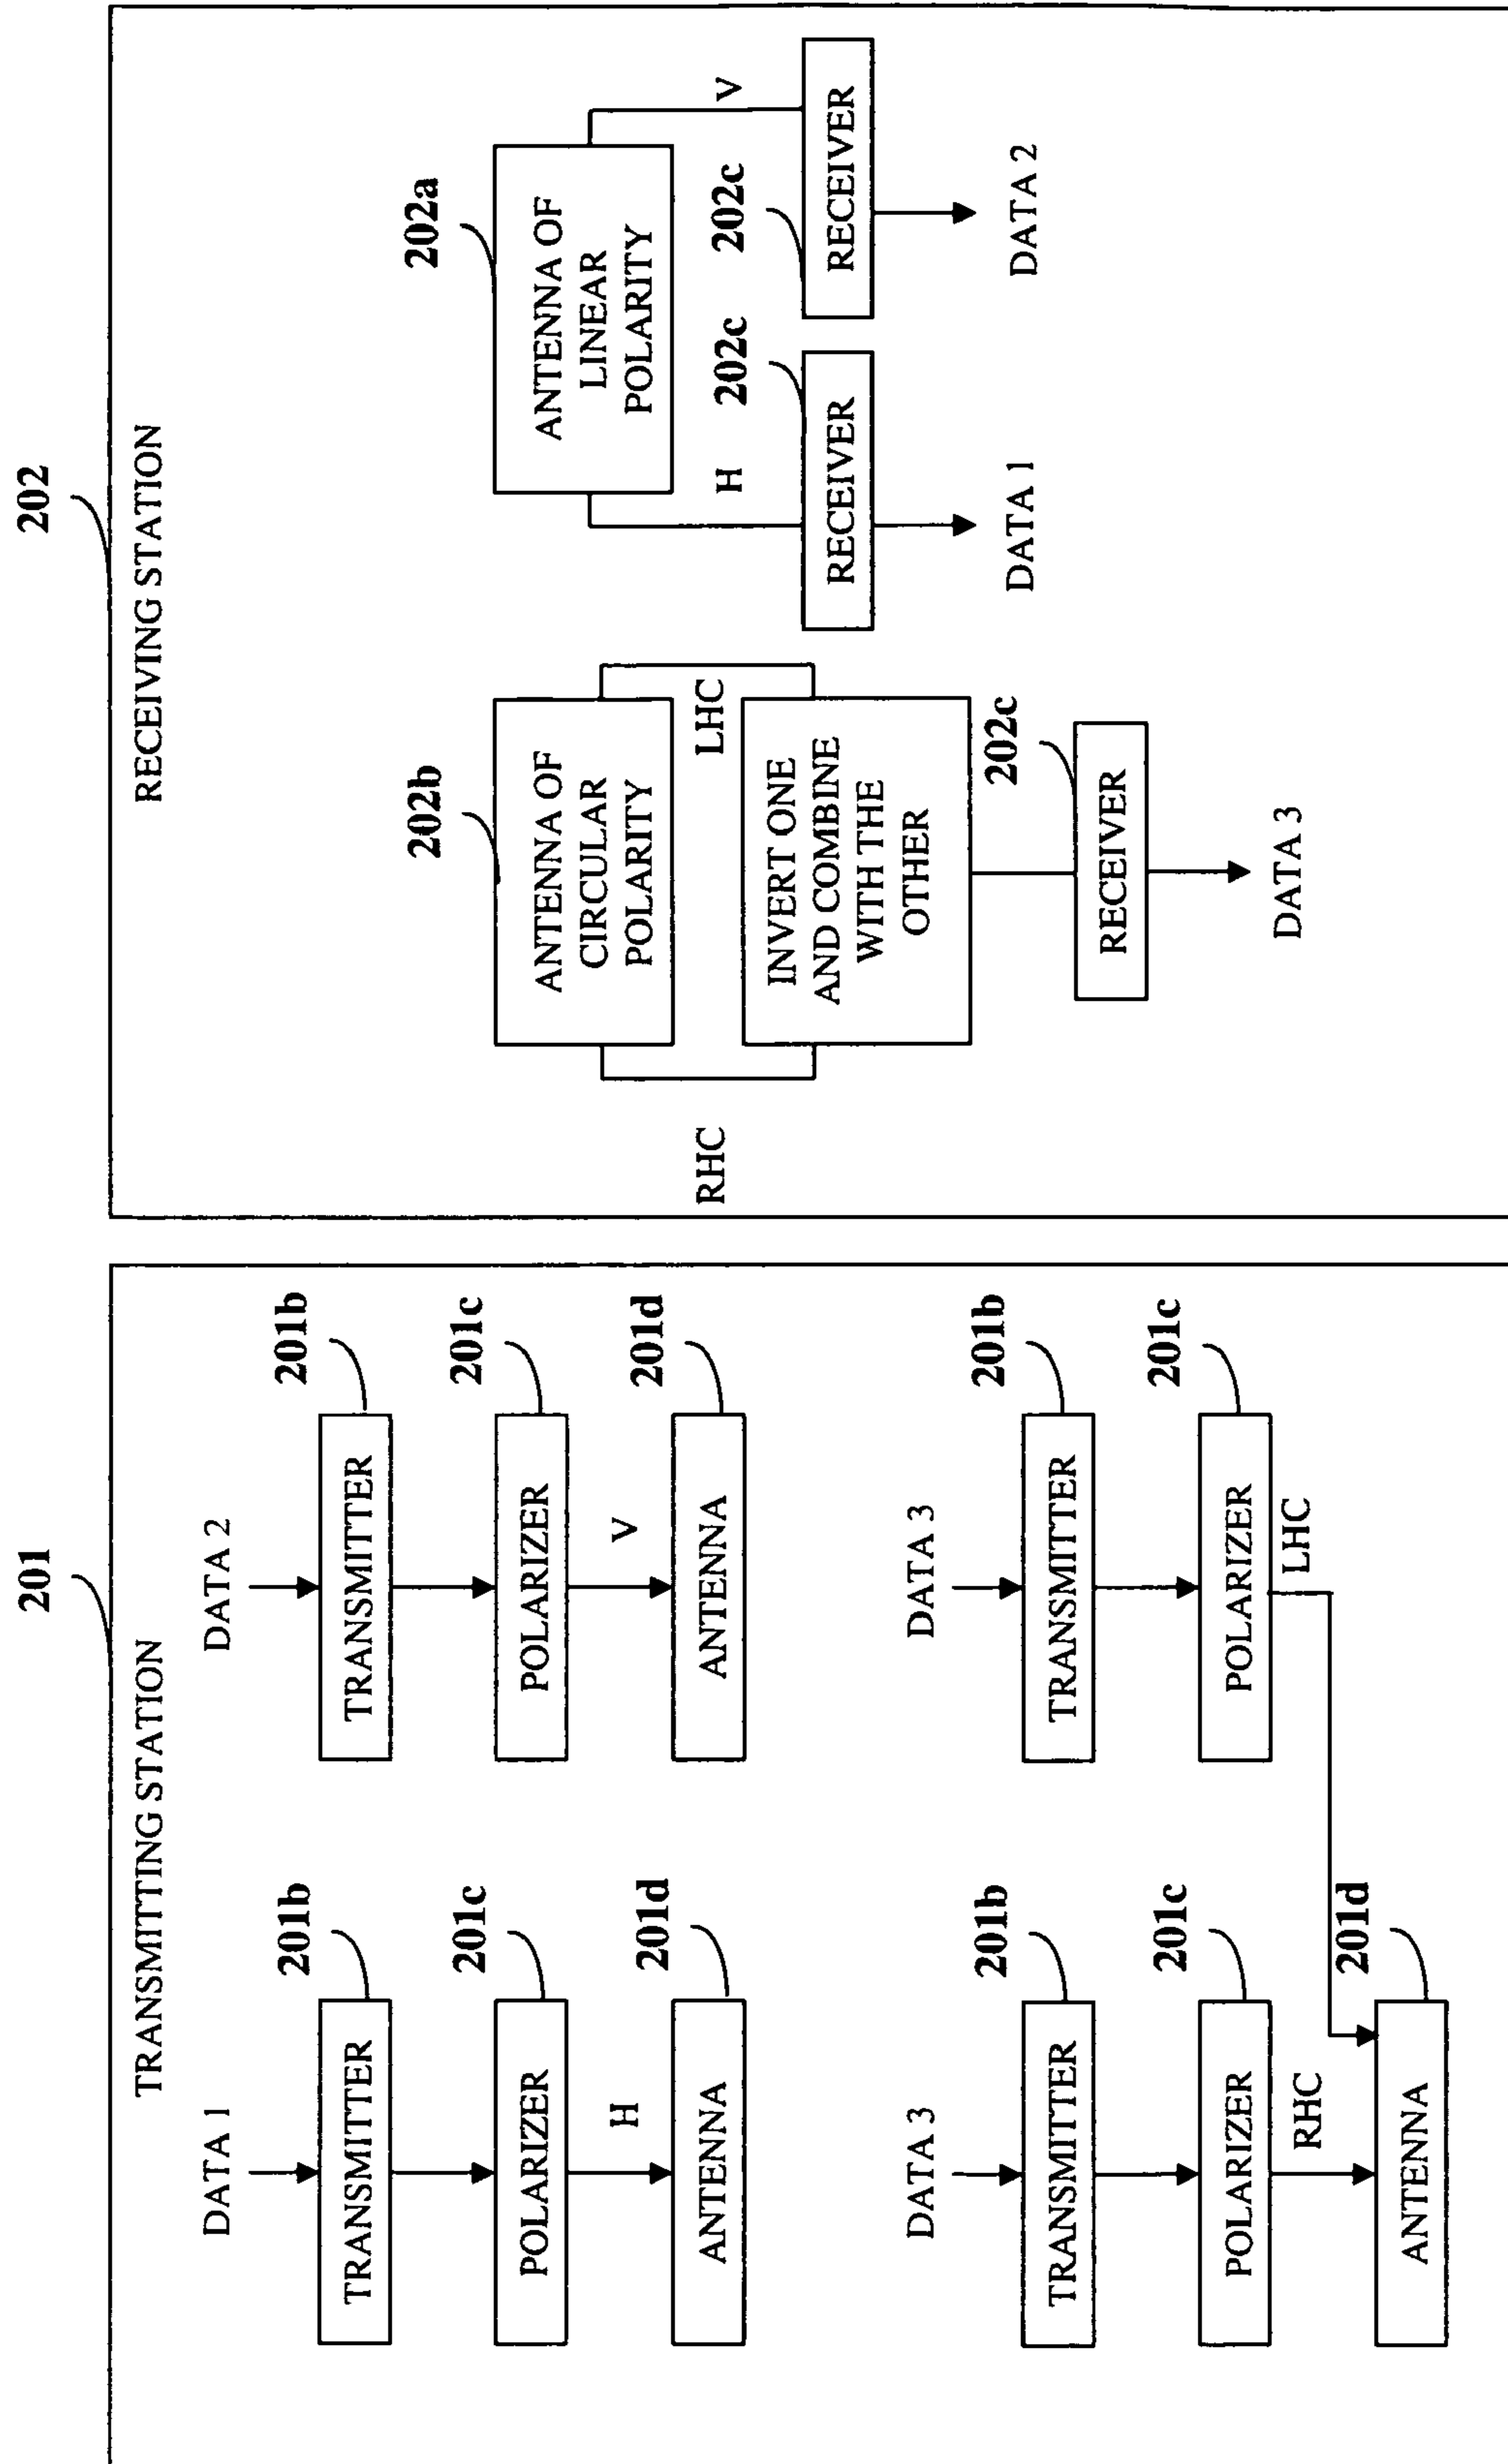 201
TRANSMITTING STATION
DATA 1
DATA 2
201b
201b
TRANSMITTER
TRANSMITTER
201c
201c
POLARIZER
POLARIZER
H
V
201d
201d
ANTENNA
ANTENNA
DATA 3
DATA 3
201b
201b
TRANSMITTER
TRANSMITTER
201c
201c
POLARIZER
POLARIZER
RHC
LHC
201d
ANTENNA
202
RECEIVING STATION
202b
202a
ANTENNA OF
CIRCULAR
POLARITY
ANTENNA OF
LINEAR
POLARITY
RHC
LHC
H
V
202c
202c
INVERT ONE
AND COMBINE
WITH THE
OTHER
RECEIVER
RECEIVER
DATA 1
DATA 2
202c
RECEIVER
DATA 3